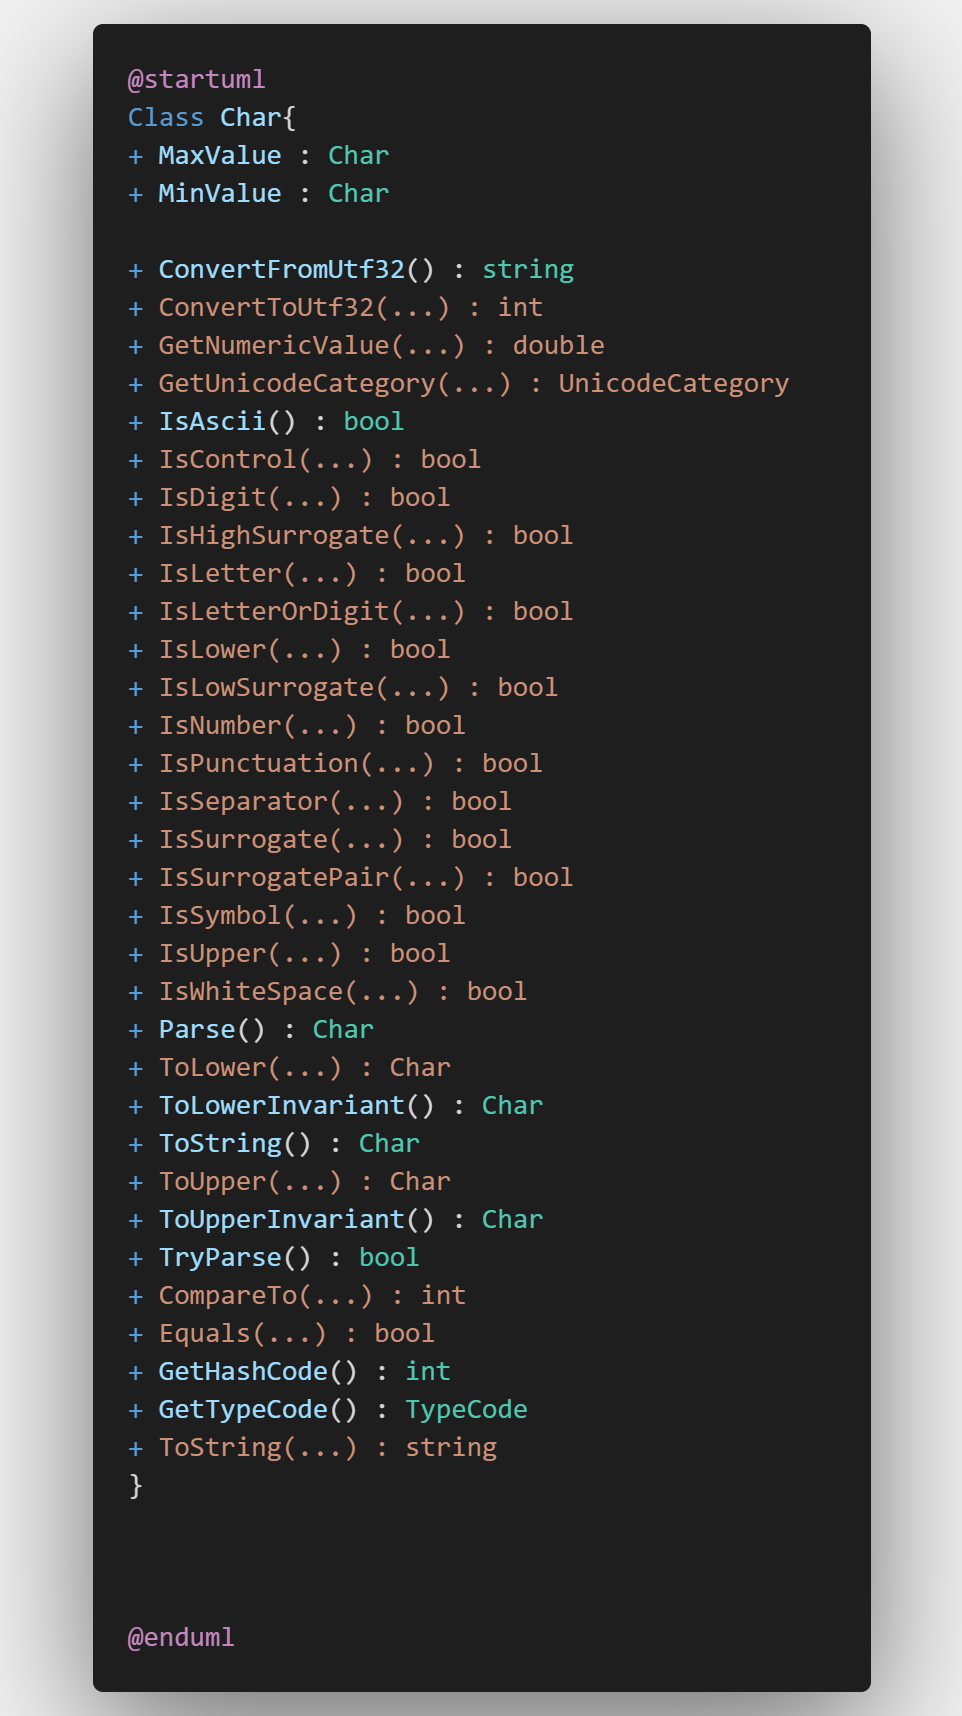 @startuml
Class Char{
+ MaxValue : Char
+ MinValue : Char
+ ConvertFromUtf32() : string
+ ConvertToUtf32(...) : int
+ GetNumericValue(...) : double
+ GetUnicodeCategory(...) : UnicodeCategory
+ IsAscii() : bool
+ IsControl(...) : bool
+ IsDigit(...) : bool
+ IsHighSurrogate(...) : bool
+ IsLetter(...) : bool
+ IsLetterOrDigit(...) : bool
+ IsLower(...) : bool
+ IsLowSurrogate(...) : bool
+ IsNumber(...) : bool
+ IsPunctuation(...) : bool
+ IsSeparator(...) : bool
+ IsSurrogate(...) : bool
+ IsSurrogatePair(...) : bool
+ IsSymbol(...) : bool
+ IsUpper(...) : bool
+ IsWhiteSpace(...) : bool
+ Parse() : Char
+ ToLower(...) : Char
+ ToLowerInvariant() : Char
+ ToString() : Char
+ ToUpper(...) : Char
+ ToUpperInvariant() : Char
+ TryParse() : bool
+ CompareTo(...) : int
+ Equals(...) : bool
+ GetHashCode() : int
+ GetTypeCode() : TypeCode
+ ToString(...) : string
}
@enduml